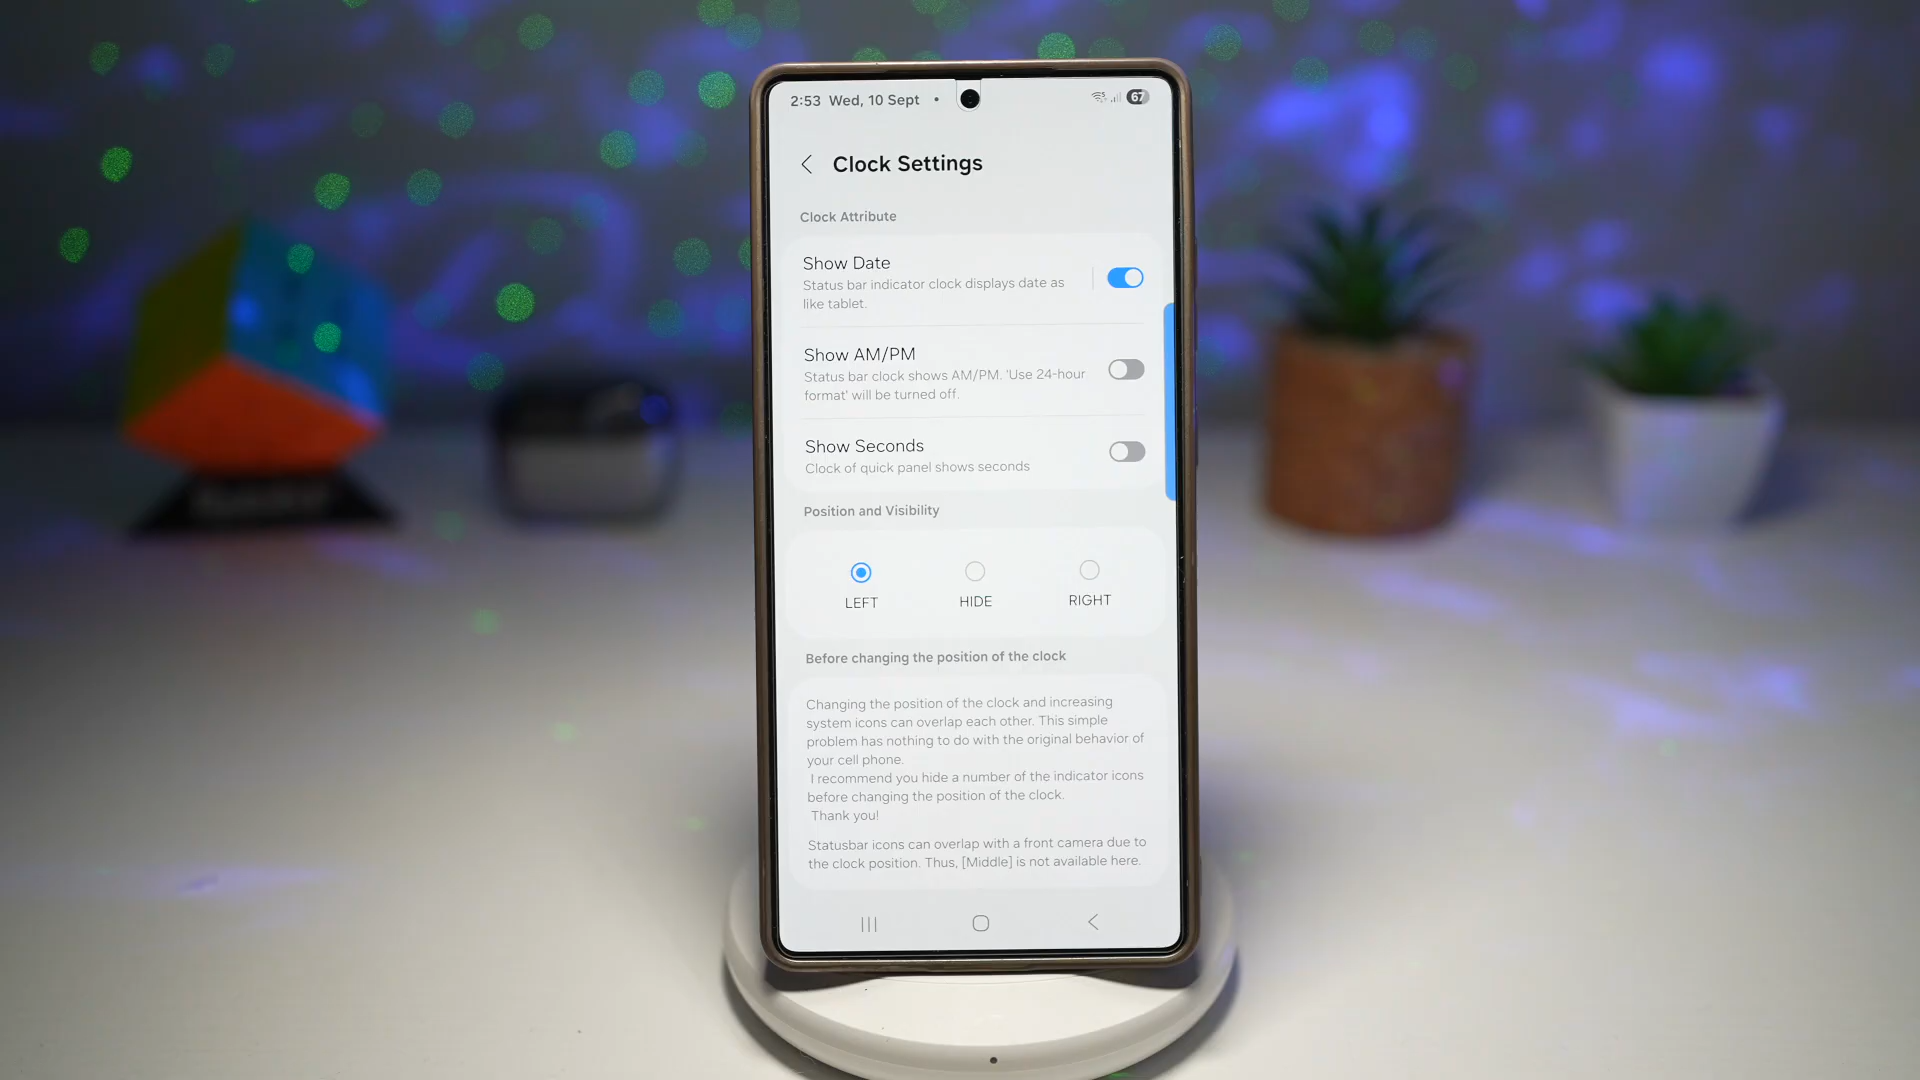 2:53 Wed, 10 Sept • 67
Clock Settings
Clock Attribute
Show Date
Status bar indicator clock displays date as
like tablet.
Show AM/PM
Status bar clock shows AM/PM. 'Use 24-hour
format' will be turned off.
Show Seconds
Clock of quick panel shows seconds
Position and Visibility
LEFT HIDE RIGHT
Before changing the position of the clock
Changing the position of the clock and increasing
system icons can overlap each other. This simple
problem has nothing to do with the original behavior of
your cell phone.
I recommend you hide a number of the indicator icons
before changing the position of the clock.
Thank you!
Statusbar icons can overlap with a front camera due to
the clock position. Thus, [Middle] is not available here.